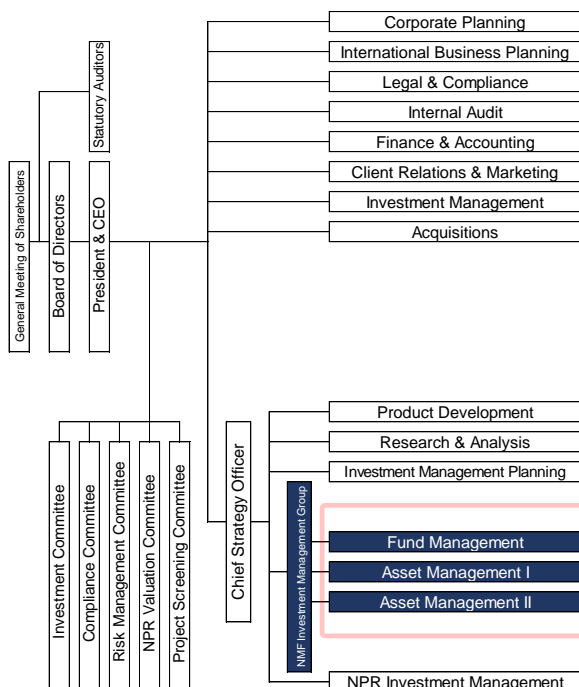 Corporate Planning
International Business Planning
Legal & Compliance
Internal Audit
Finance & Accounting
Client Relations & Marketing
Investment Management
Acquisitions
Statutory Auditors
General Meeting of Shareholders
Board of Directors
President & CEO
Product Development
Research & Analysis
Investment Management Planning
Chief Strategy Officer
NMF Investment Management Group
Fund Management
Asset Management I
Asset Management II
Investment Committee
Compliance Committee
Risk Management Committee
NPR Valuation Committee
Project Screening Committee
NPR Investment Management